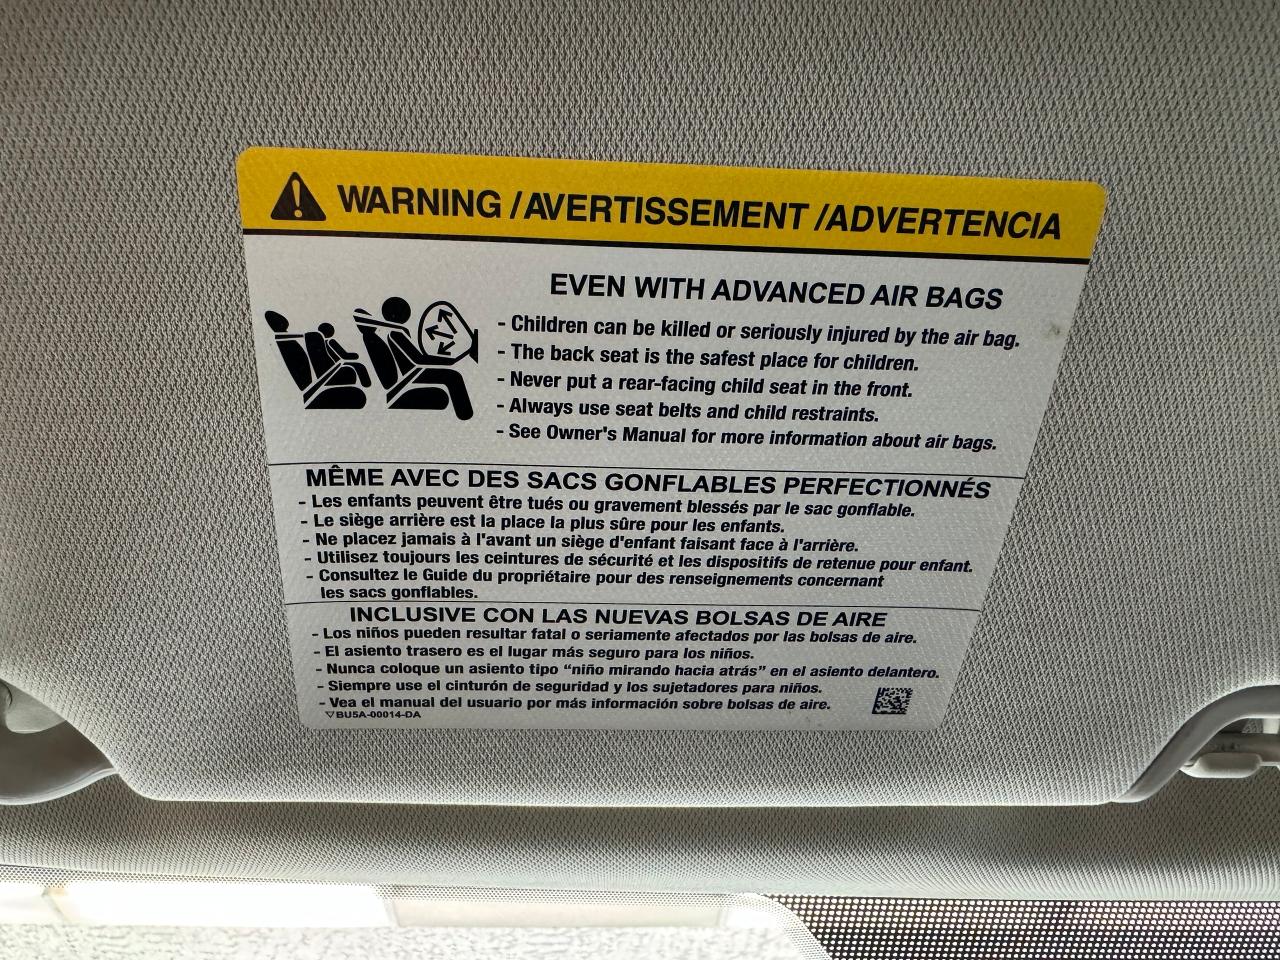 WARNING / AVERTISSEMENT / ADVERTENCIA
EVEN WITH ADVANCED AIR BAGS
- Children can be killed or seriously injured by the air bag.
- The back seat is the safest place for children.
- Never put a rear-facing child seat in the front.
- Always use seat belts and child restraints.
- See Owner's Manual for more information about air bags.
MÊME AVEC DES SACS GONFLABLES PERFECTIONNÉS
- Les enfants peuvent être tués ou gravement blessés par le sac gonflable.
- Le siège arrière est la place la plus sûre pour les enfants.
- Ne placez jamais à l'avant un siège d'enfant faisant face à l'arrière.
- Utilisez toujours les ceintures de sécurité et les dispositifs de retenue pour enfant.
- Consultez le Guide du propriétaire pour des renseignements concernant
les sacs gonflables.
INCLUSIVE CON LAS NUEVAS BOLSAS DE AIRE
- Los niños pueden resultar fatal o seriamente afectados por las bolsas de aire.
- El asiento trasero es el lugar más seguro para los niños.
- Nunca coloque un asiento tipo “niño mirando hacia atrás” en el asiento delantero.
- Siempre use el cinturón de seguridad y los sujetadores para niños.
- Vea el manual del usuario por más información sobre bolsas de aire.
▽BU5A-00014-DA